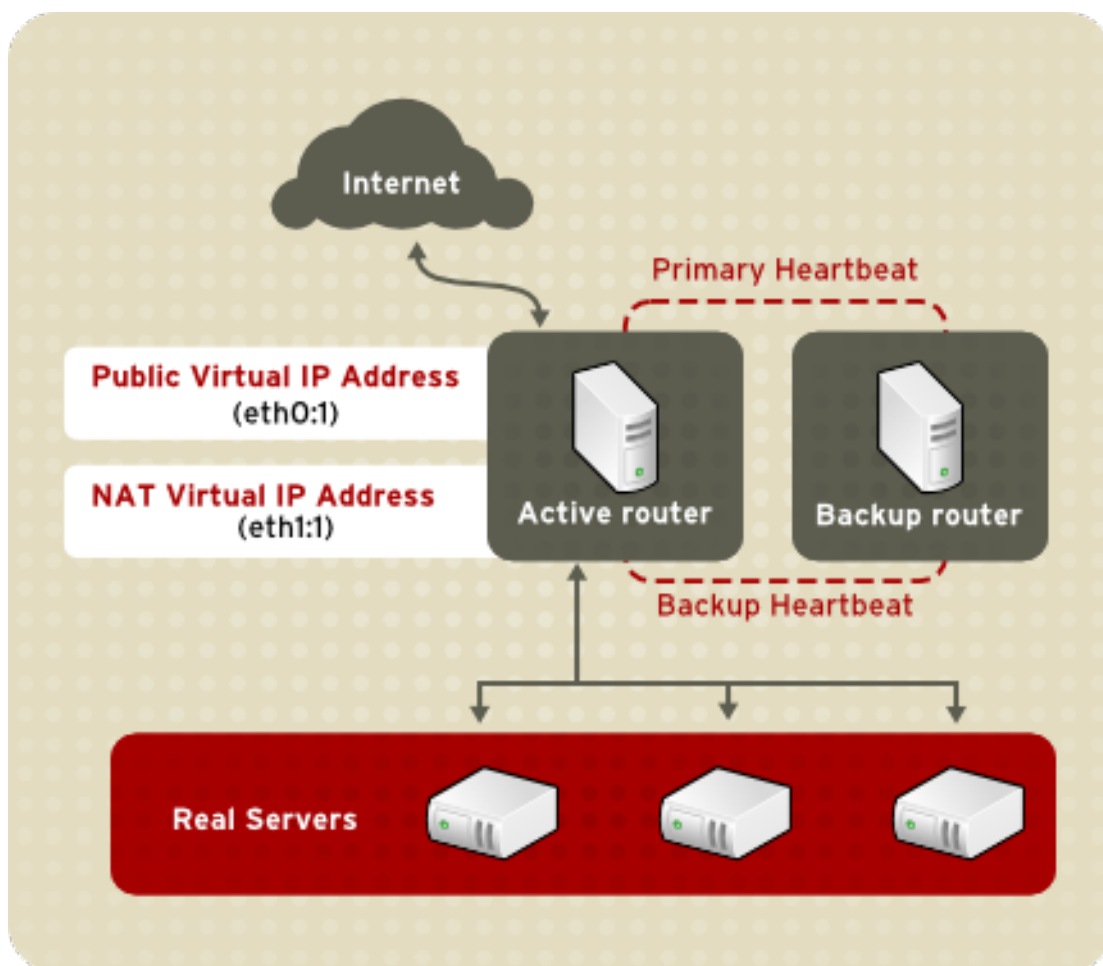 Internet
Primary Heartbeat
Public Virtual IP Address
(eth0:1)
NAT Virtual IP Address
(eth1:1)
Active router
Backup router
Backup Heartbeat
Real Servers